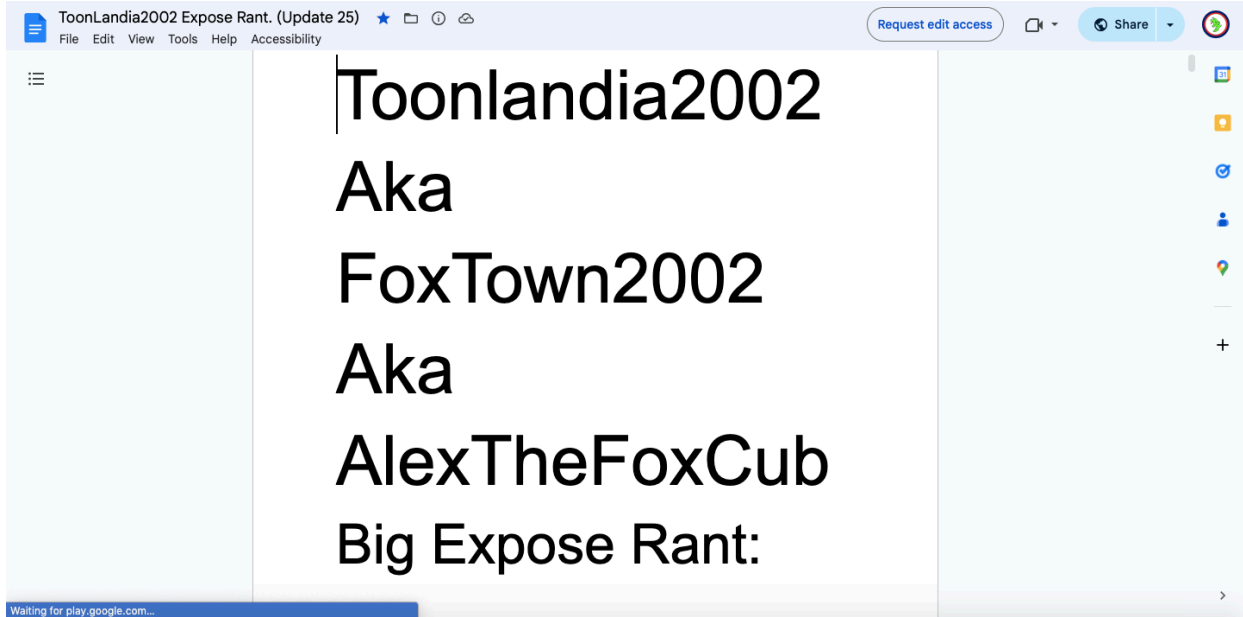 ToonLandia2002 Expose Rant. (Update 25)
File Edit View Tools Help Accessibility
Request edit access
Share
31
Toonlandia2002
Aka
FoxTown2002
Aka
AlexTheFoxCub
Big Expose Rant:
Waiting for play.google.com...